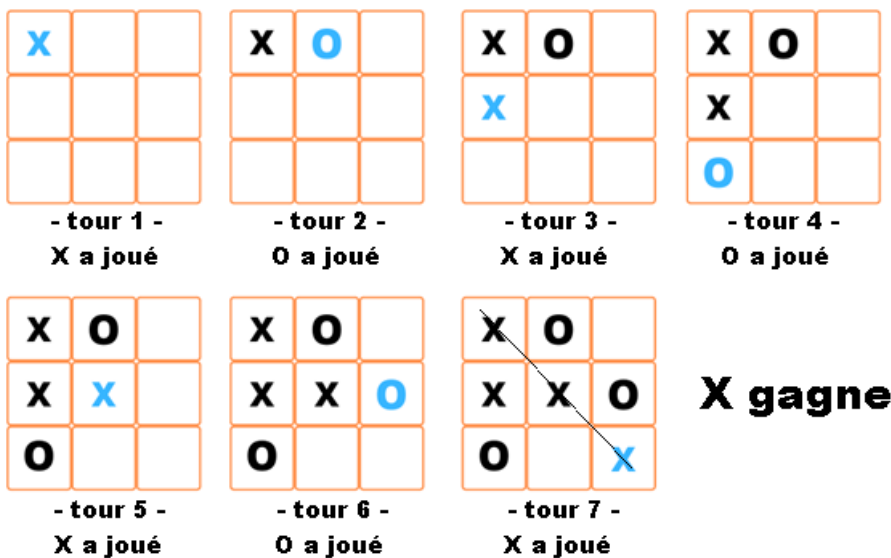 X
X O
X O
X
X O
X
O
- tour 1 - - tour 2 - - tour 3 - - tour 4 -
X a joué O a joué X a joué O a joué
X O
X X
O
X O
X X O
O
X O
X X O
O X
X gagne
- tour 5 - - tour 6 - - tour 7 -
X a joué O a joué X a joué